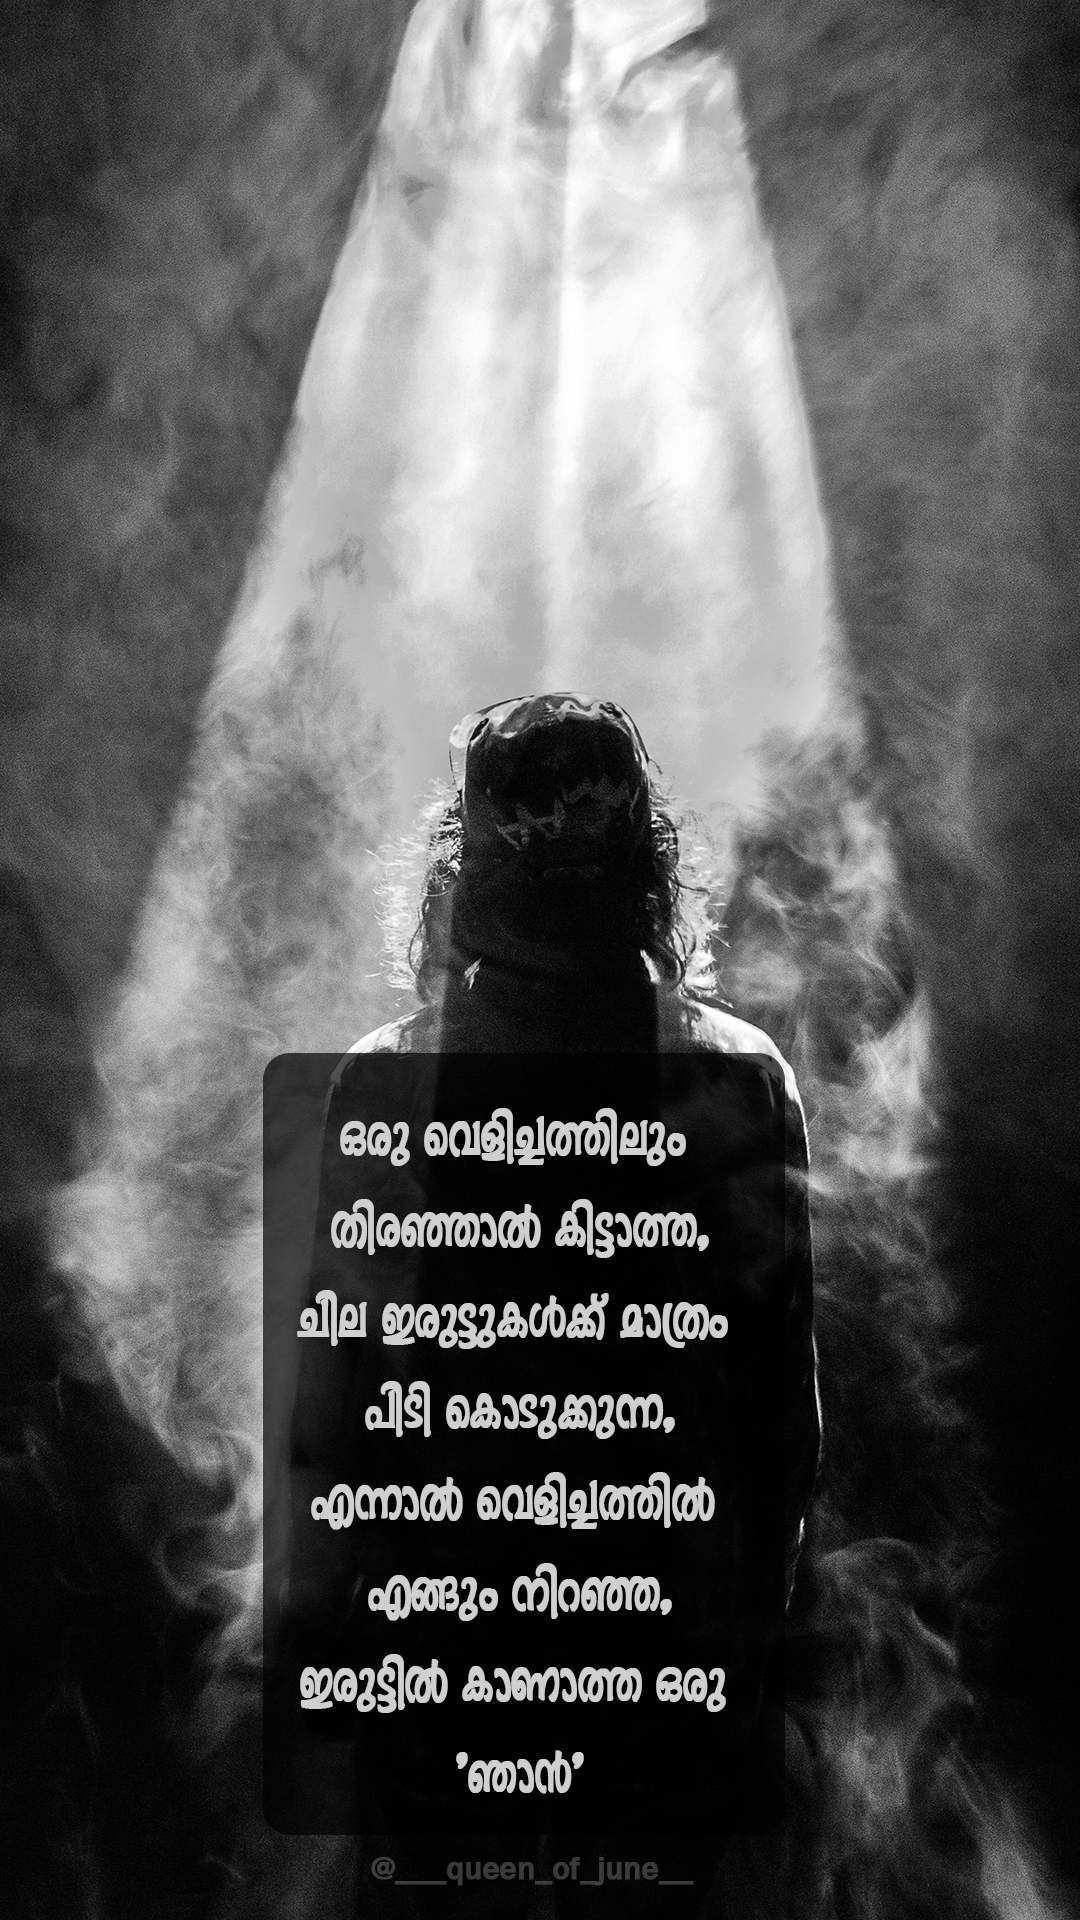 ഒരു വെളിച്ചത്തിലും
തിരഞ്ഞാൽ കിട്ടാത്ത,
ചില ഇരുട്ടുകൾക്ക് മാത്രം
പിടി കൊടുക്കുന്ന,
എന്നാൽ വെളിച്ചത്തിൽ
എങ്ങും നിറഞ്ഞ,
ഇരുട്ടിൽ കാണാത്ത ഒരു
'ഞാൻ'
@___queen_of_june__